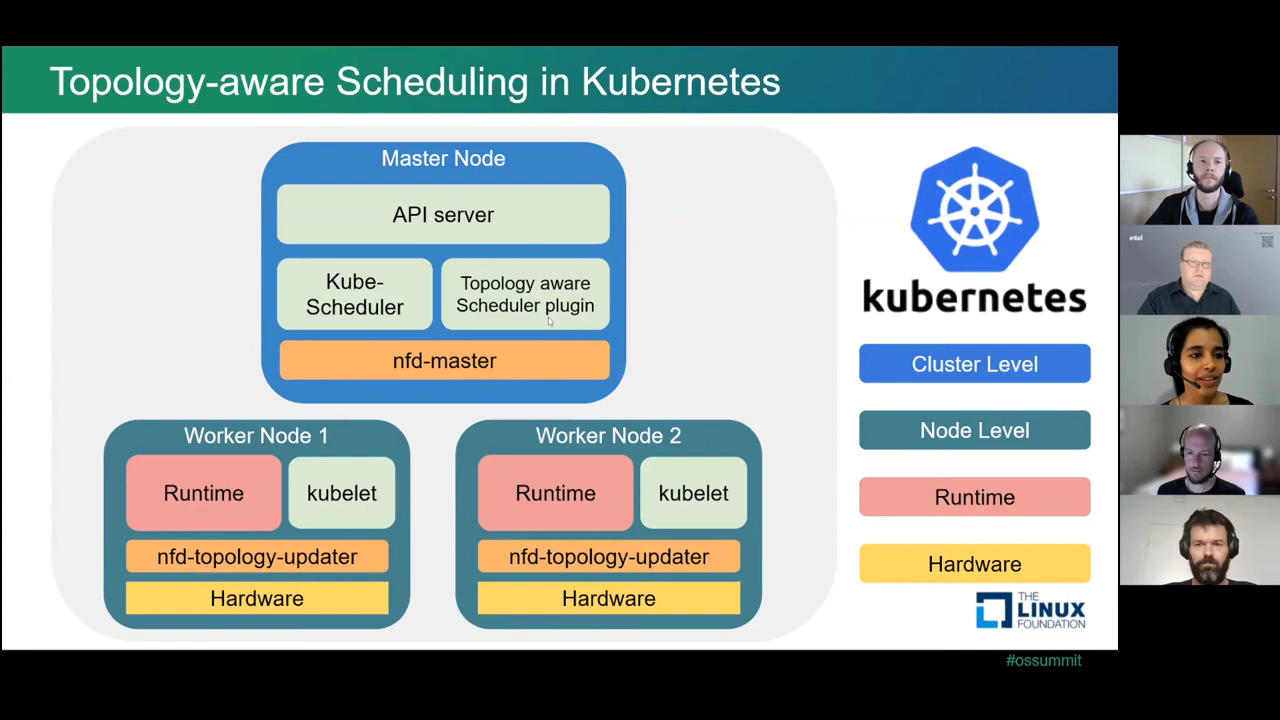 Topology-aware Scheduling in Kubernetes
Master Node
API server
Kube-
Scheduler
Topology aware
Scheduler plugin
nfd-master
Worker Node 1
Runtime
kubelet
nfd-topology-updater
Hardware
Worker Node 2
Runtime
kubelet
nfd-topology-updater
Hardware
kubernetes
Cluster Level
Node Level
Runtime
Hardware
THE
LINUX
FOUNDATION
#ossummit
intel